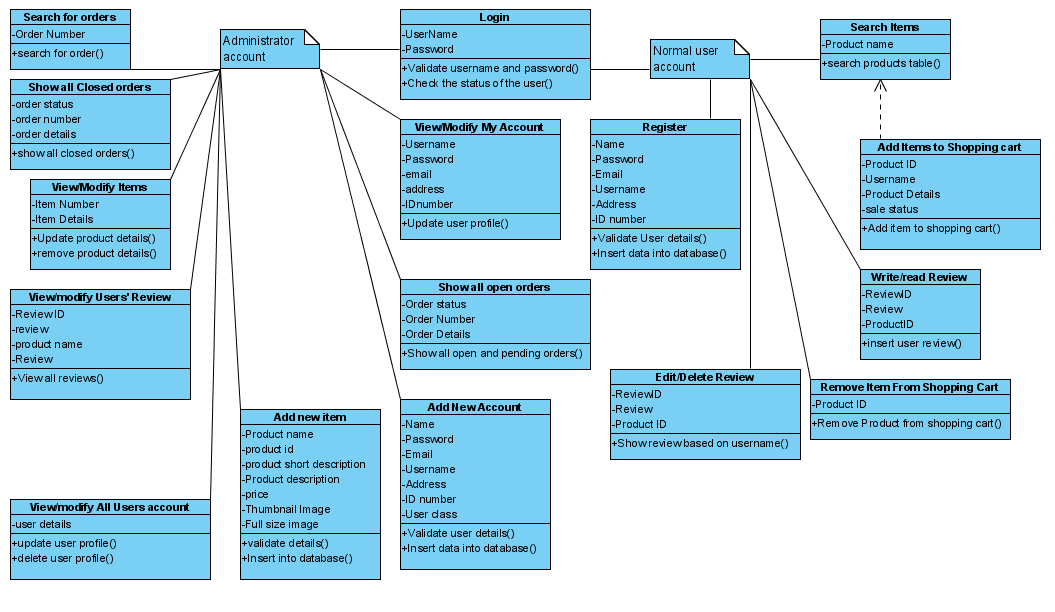 Search for orders
-Order Number
+search for order()
Administrator
account
Login
-UserName
-Password
+Validate username and password()
+Check the status of the user()
Normal user
account
Search Items
-Product name
+search products table()
Show all Closed orders
-order status
-order number
-order details
+show all closed orders()
View/Modify My Account
-Username
-Password
-email
-address
-IDnumber
+Update user profile()
Register
-Name
-Password
-Email
-Username
-Address
-ID number
+Validate User details()
+Insert data into database()
Add Items to Shopping cart
-Product ID
-Username
-Product Details
-sale status
+Add item to shopping cart()
View/Modify Items
-Item Number
-Item Details
+Update product details()
+remove product details()
View/modify Users' Review
-Review ID
-review
-product name
-Review
+View all reviews()
Show all open orders
-Order status
-Order Number
-Order Details
+Show all open and pending orders()
Write/read Review
-ReviewID
-Review
-ProductID
+insert user review()
Edit/Delete Review
-ReviewID
-Review
-Product ID
+Show review based on username()
Remove Item From Shopping Cart
-Product ID
+Remove Product from shopping cart()
Add new item
-Product name
-product id
-product short description
-Product description
-price
-Thumbnail Image
-Full size image
+validate details()
+Insert into database()
Add New Account
-Name
-Password
-Email
-Username
-Address
-ID number
-User class
+Validate user details()
+Insert data into database()
View/modify All Users account
-user details
+update user profile()
+delete user profile()